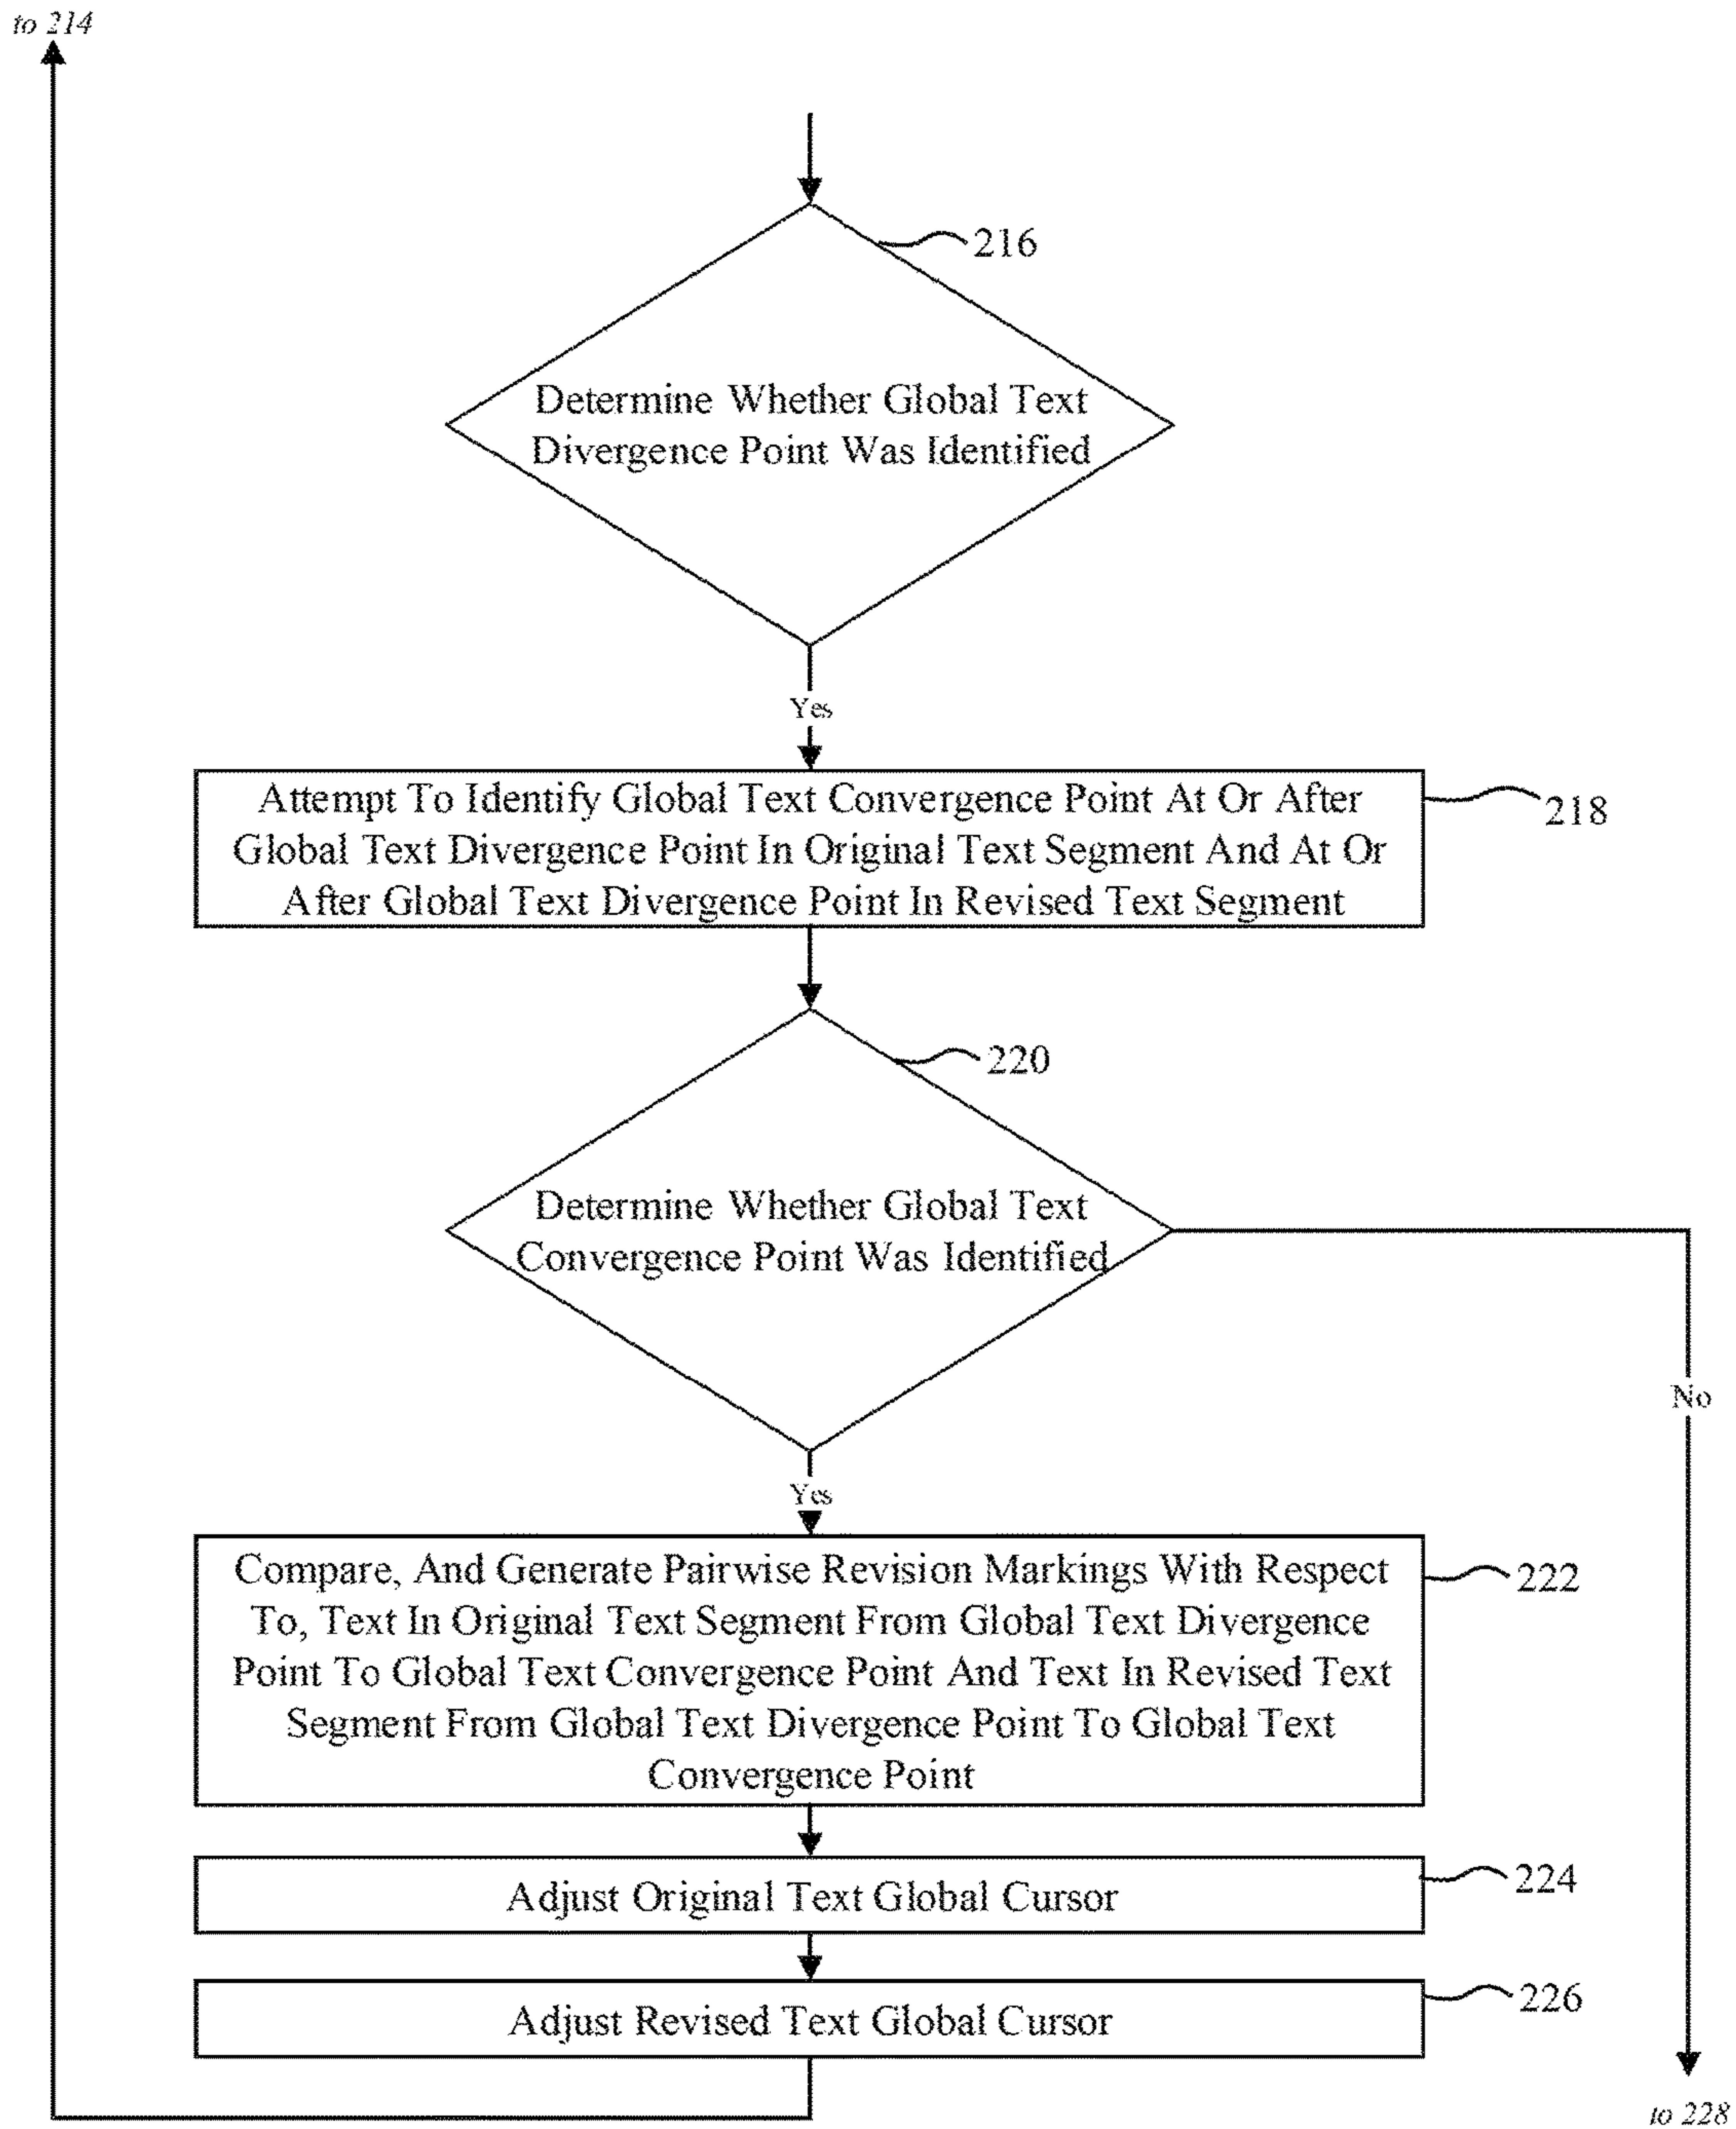 to 214
216
Determine Whether Global Text
Divergence Point Was Identified
Yes
Attempt To Identify Global Text Convergence Point At Or After
Global Text Divergence Point In Original Text Segment And At Or
After Global Text Divergence Point In Revised Text Segment
218
220
Determine Whether Global Text
Convergence Point Was Identified
No
Yes
Compare, And Generate Pairwise Revision Markings With Respect
To, Text In Original Text Segment From Global Text Divergence
Point To Global Text Convergence Point And Text In Revised Text
Segment From Global Text Divergence Point To Global Text
Convergence Point
222
Adjust Original Text Global Cursor
224
Adjust Revised Text Global Cursor
226
to 228